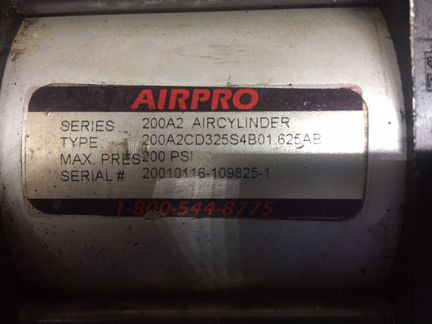 AIRPRO
SERIES 200A2 AIRCYLINDER
TYPE 200A2CD325S4B01.625AB
MAX. PRES 200 PSI
SERIAL # 20010116-109825-1
1-800-544-8775